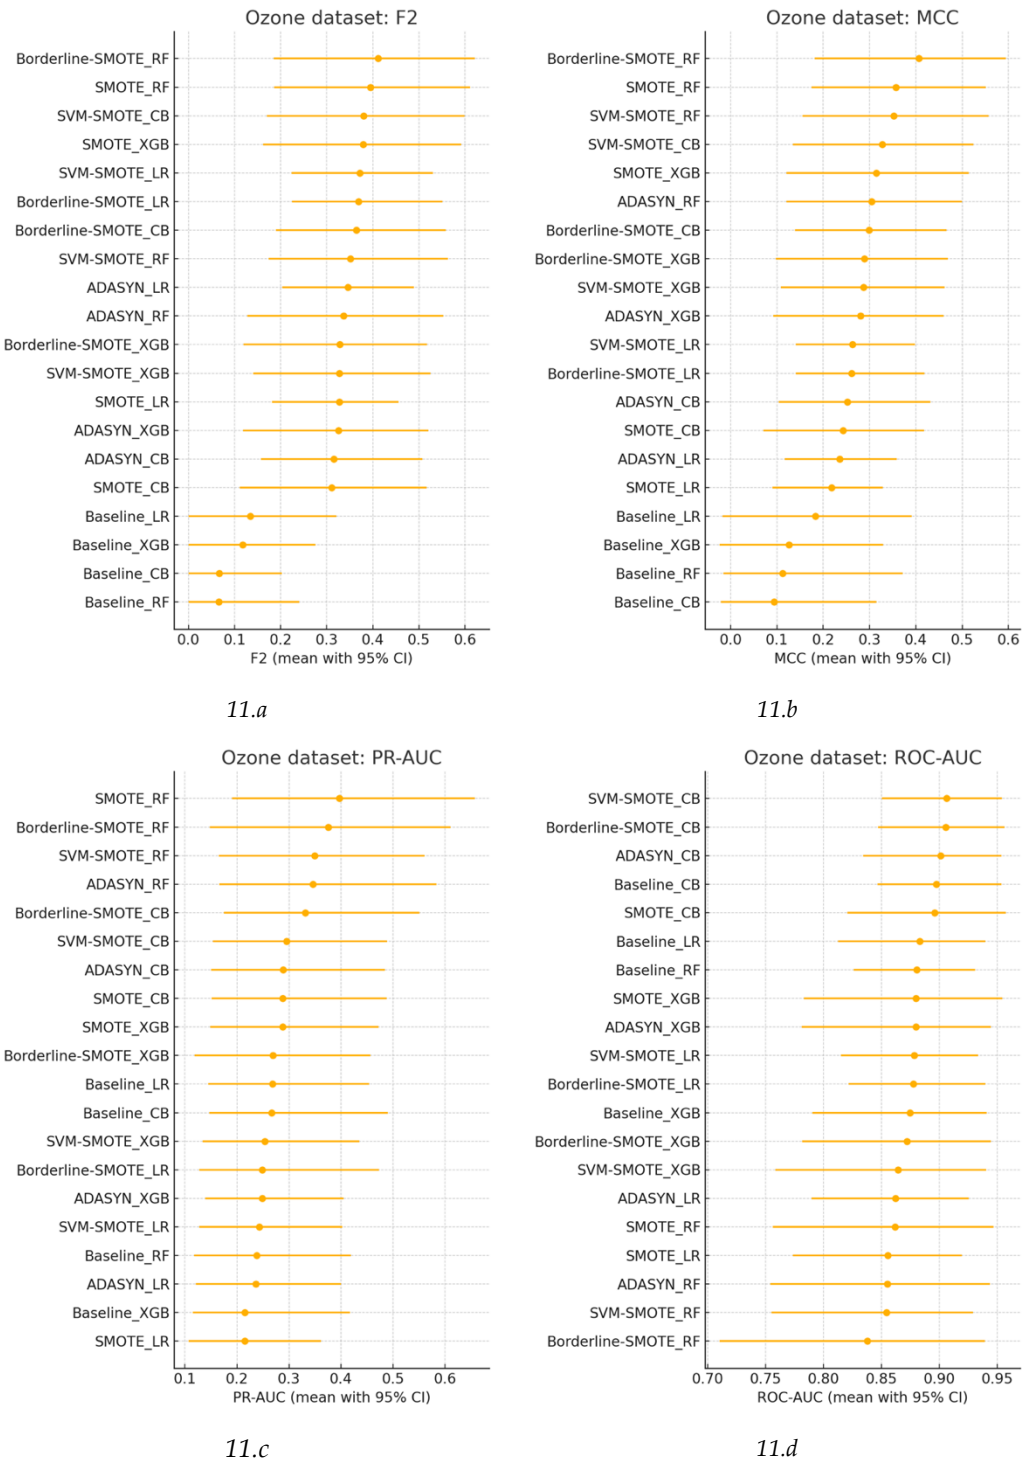 Ozone dataset: F2
Borderline-SMOTE_RF
SMOTE_RF
SVM-SMOTE_CB
SMOTE_XGB
SVM-SMOTE_LR
Borderline-SMOTE_LR
Borderline-SMOTE_CB
SVM-SMOTE_RF
ADASYN_LR
ADASYN_RF
Borderline-SMOTE_XGB
SVM-SMOTE_XGB
SMOTE_LR
ADASYN_XGB
ADASYN_CB
SMOTE_CB
Baseline_LR
Baseline_XGB
Baseline_CB
Baseline_RF
0.0 0.1 0.2 0.3 0.4 0.5 0.6
F2 (mean with 95% CI)
11.a
Ozone dataset: MCC
Borderline-SMOTE_RF
SMOTE_RF
SVM-SMOTE_RF
SVM-SMOTE_CB
SMOTE_XGB
ADASYN_RF
Borderline-SMOTE_CB
Borderline-SMOTE_XGB
SVM-SMOTE_XGB
ADASYN_XGB
SVM-SMOTE_LR
Borderline-SMOTE_LR
ADASYN_CB
SMOTE_CB
ADASYN_LR
SMOTE_LR
Baseline_LR
Baseline_XGB
Baseline_RF
Baseline_CB
0.0 0.1 0.2 0.3 0.4 0.5 0.6
MCC (mean with 95% CI)
11.b
Ozone dataset: PR-AUC
SMOTE_RF
Borderline-SMOTE_RF
SVM-SMOTE_RF
ADASYN_RF
Borderline-SMOTE_CB
SVM-SMOTE_CB
ADASYN_CB
SMOTE_CB
SMOTE_XGB
Borderline-SMOTE_XGB
Baseline_LR
Baseline_CB
SVM-SMOTE_XGB
Borderline-SMOTE_LR
ADASYN_XGB
SVM-SMOTE_LR
Baseline_RF
ADASYN_LR
Baseline_XGB
SMOTE_LR
0.1 0.2 0.3 0.4 0.5 0.6
PR-AUC (mean with 95% CI)
11.c
Ozone dataset: ROC-AUC
SVM-SMOTE_CB
Borderline-SMOTE_CB
ADASYN_CB
Baseline_CB
SMOTE_CB
Baseline_LR
Baseline_RF
SMOTE_XGB
ADASYN_XGB
SVM-SMOTE_LR
Borderline-SMOTE_LR
Baseline_XGB
Borderline-SMOTE_XGB
SVM-SMOTE_XGB
ADASYN_LR
SMOTE_RF
SMOTE_LR
ADASYN_RF
SVM-SMOTE_RF
Borderline-SMOTE_RF
0.70 0.75 0.80 0.85 0.90 0.95
ROC-AUC (mean with 95% CI)
11.d